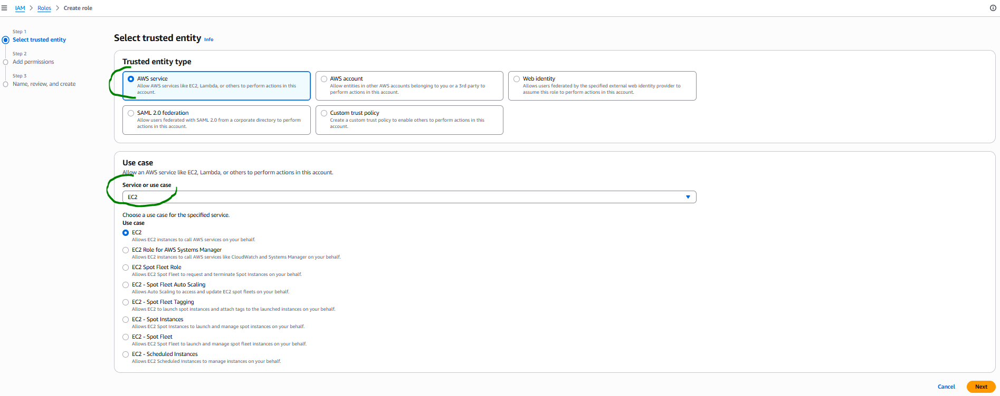 IAM > Roles > Create role
Step 1
Select trusted entity
Step 2
Add permissions
Step 3
Name, review, and create
Select trusted entity Info
Trusted entity type
AWS service
Allow AWS services like EC2, Lambda, or others to perform actions in this
account.
AWS account
Allow entities in other AWS accounts belonging to you or a 3rd party to
perform actions in this account.
Web identity
Allows users federated by the specified external web identity provider to
assume this role to perform actions in this account.
SAML 2.0 federation
Allow users federated with SAML 2.0 from a corporate directory to perform
actions in this account.
Custom trust policy
Create a custom trust policy to enable others to perform actions in this
account.
Use case
Allow an AWS service like EC2, Lambda, or others to perform actions in this account.
Service or use case
EC2
Choose a use case for the specified service.
Use case
EC2
Allows EC2 instances to call AWS services on your behalf.
EC2 Role for AWS Systems Manager
Allows EC2 instances to call AWS services like CloudWatch and Systems Manager on your behalf.
EC2 Spot Fleet Role
Allows EC2 Spot Fleet to request and terminate Spot Instances on your behalf.
EC2 - Spot Fleet Auto Scaling
Allows Auto Scaling to access and update EC2 spot fleets on your behalf.
EC2 - Spot Fleet Tagging
Allows EC2 to launch spot instances and attach tags to the launched instances on your behalf.
EC2 - Spot Instances
Allows EC2 Spot Instances to launch and manage spot instances on your behalf.
EC2 - Spot Fleet
Allows EC2 Spot Fleet to launch and manage spot fleet instances on your behalf.
EC2 - Scheduled Instances
Allows EC2 Scheduled Instances to manage instances on your behalf.
Cancel
Next